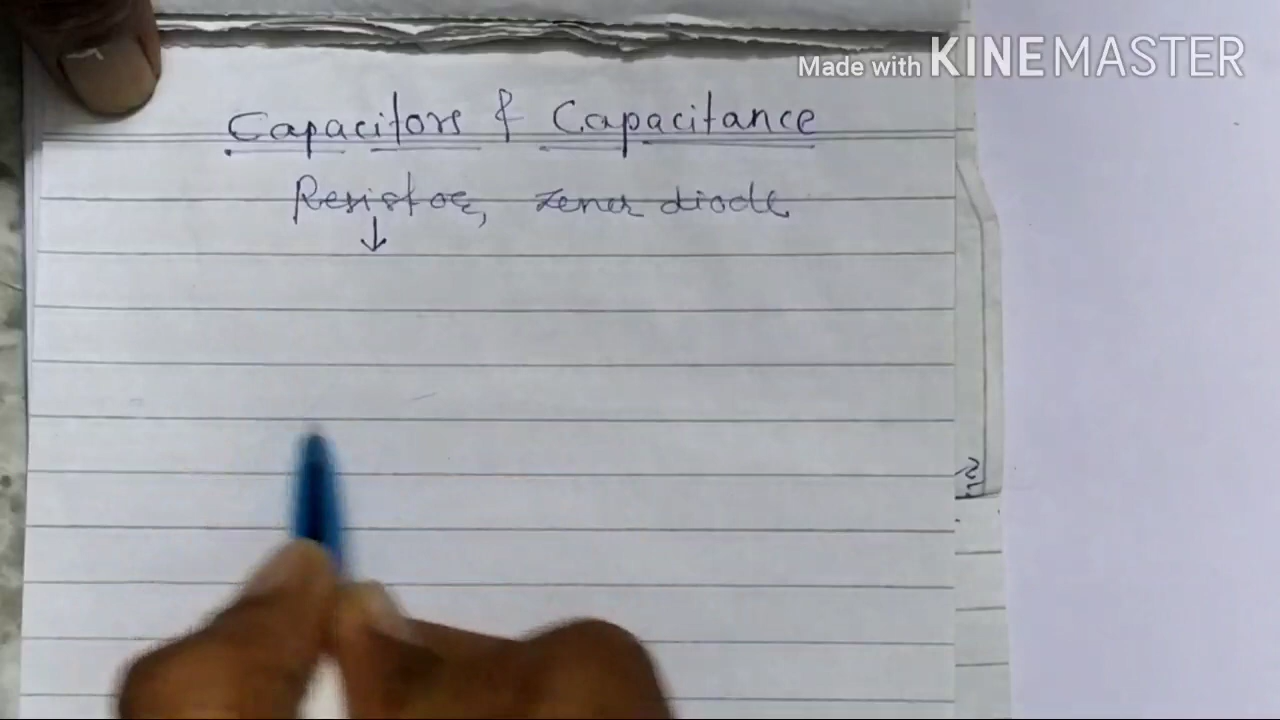 Made with KINEMASTER
Capacitors & Capacitance
Resistor, zener diode
↓